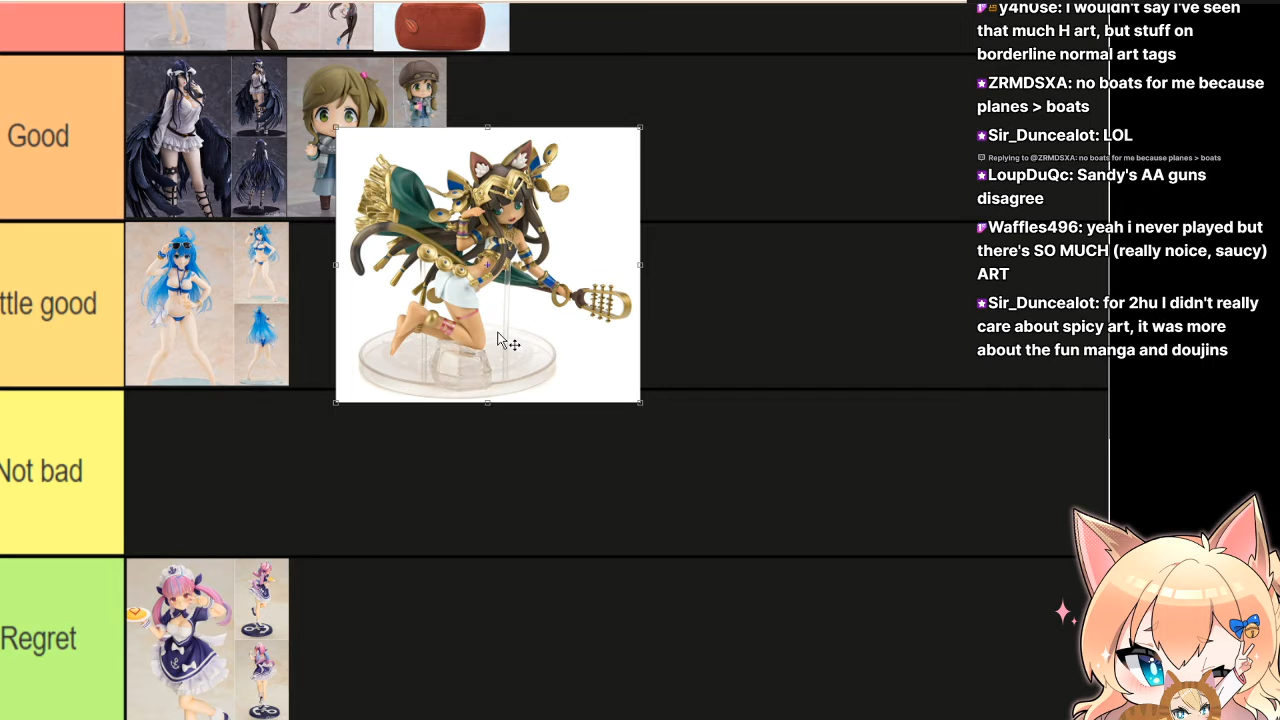 Good
ttle good
Not bad
Regret
y4nUse: I wouldn't say I've seen
that much H art, but stuff on
borderline normal art tags
ZRMDSXA: no boats for me because
planes > boats
Sir_Duncealot: LOL
Replying to @ZRMDSXA: no boats for me because planes > boats
LoupDuQc: Sandy's AA guns
disagree
Waffles496: yeah i never played but
there's SO MUCH (really noice, saucy)
ART
Sir_Duncealot: for 2hu I didn't really
care about spicy art, it was more
about the fun manga and doujins